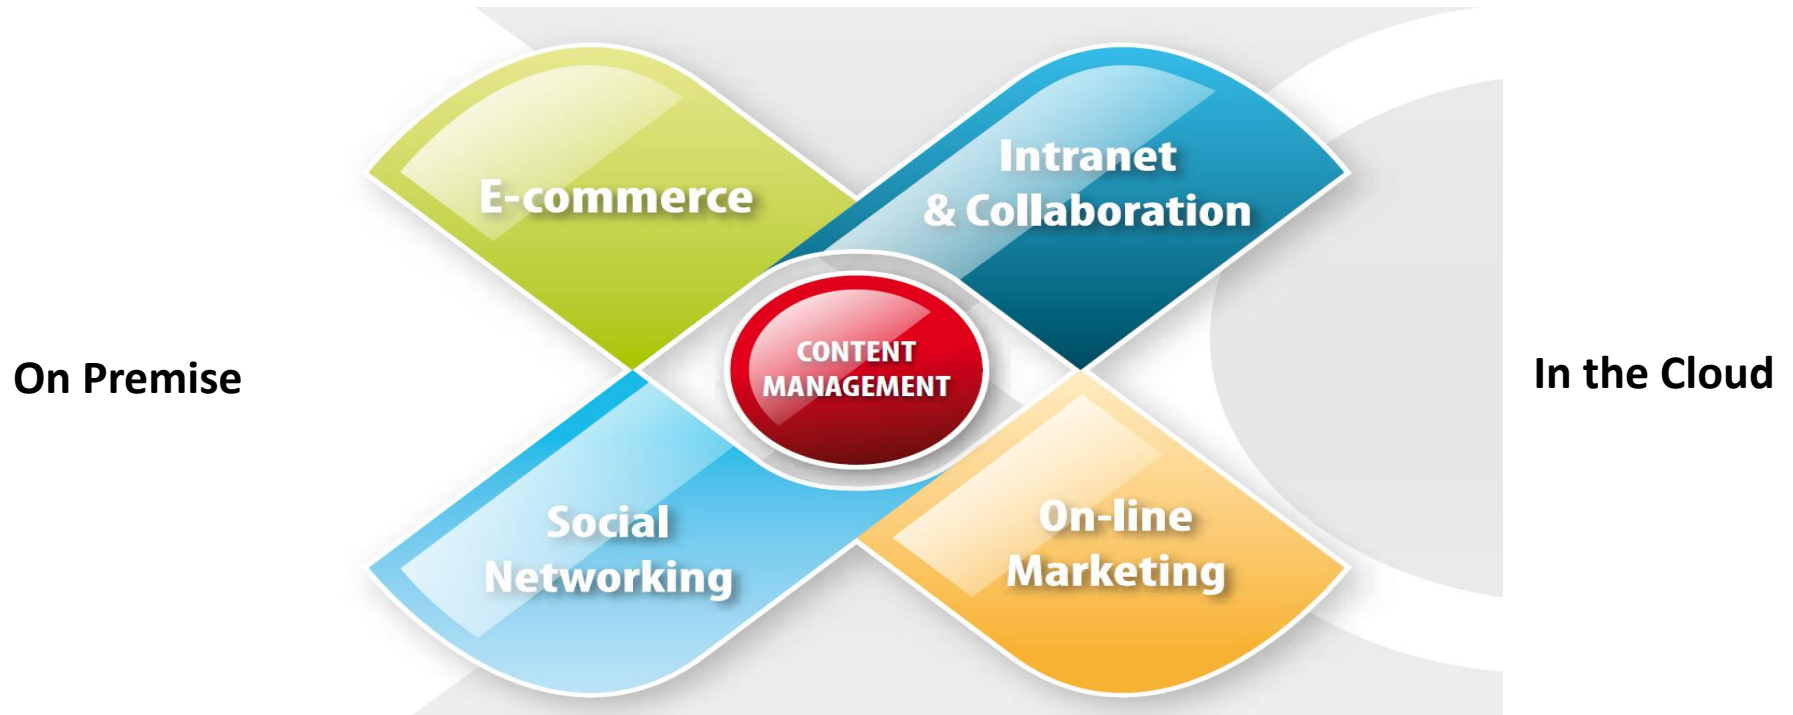 E-commerce
Intranet
& Collaboration
On Premise
CONTENT
MANAGEMENT
In the Cloud
Social
Networking
On-line
Marketing